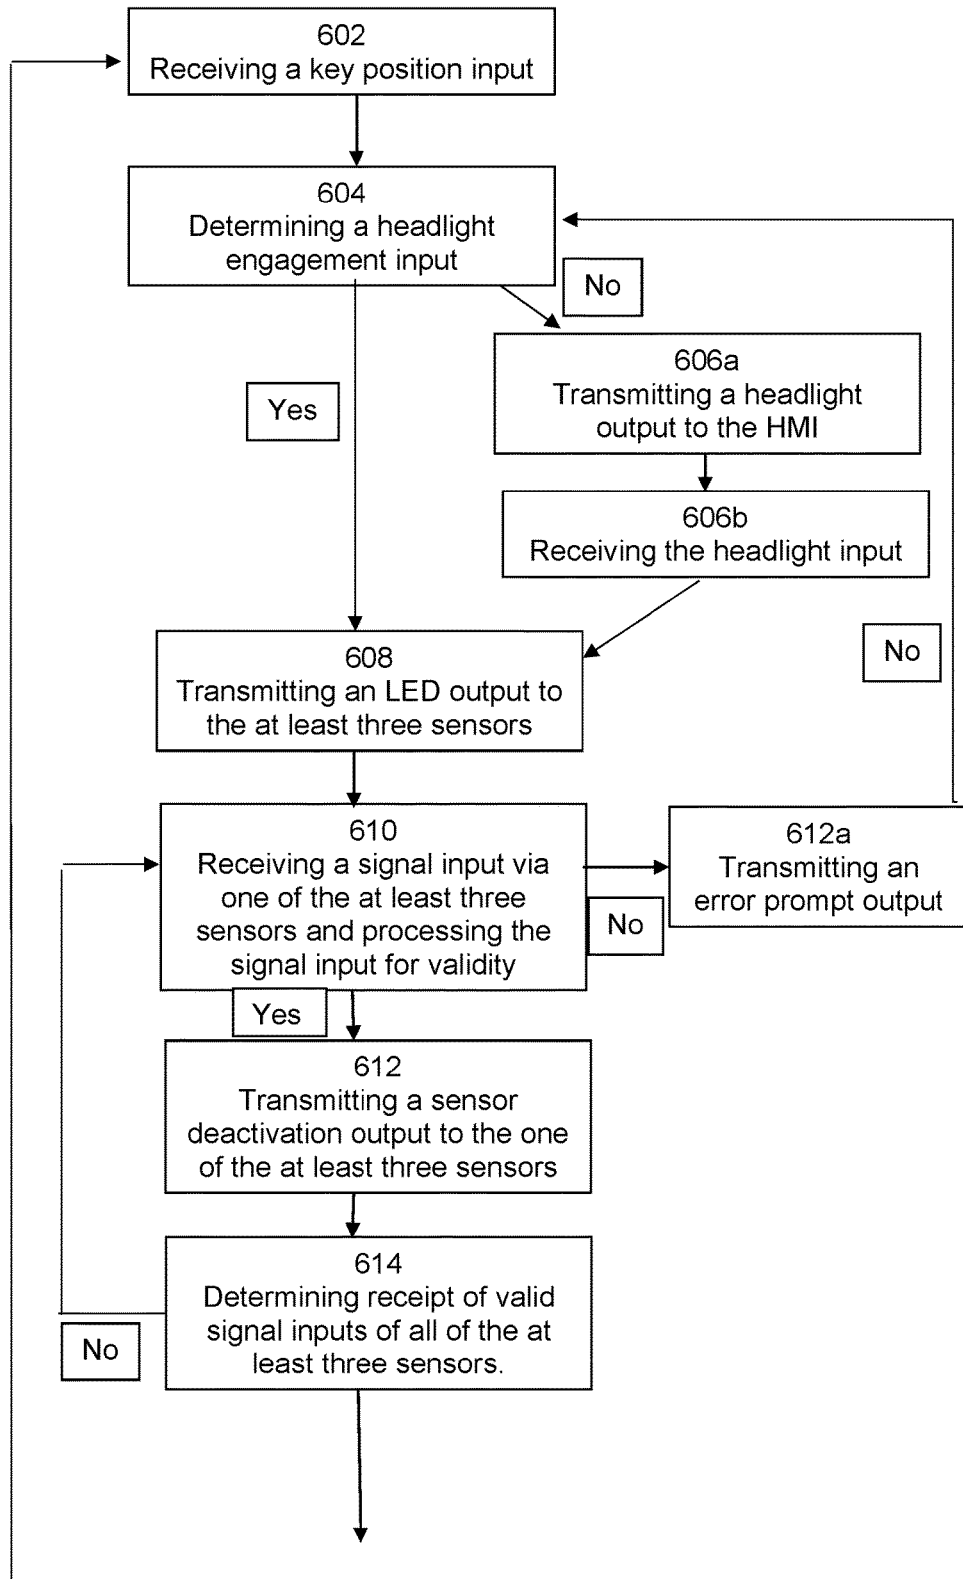 602
Receiving a key position input
604
Determining a headlight
engagement input
No
606a
Transmitting a headlight
output to the HMI
Yes
606b
Receiving the headlight input
No
608
Transmitting an LED output to
the at least three sensors
610
Receiving a signal input via
one of the at least three
sensors and processing the
signal input for validity
612a
Transmitting an
error prompt output
No
Yes
612
Transmitting a sensor
deactivation output to the one
of the at least three sensors
614
Determining receipt of valid
signal inputs of all of the at
least three sensors.
No